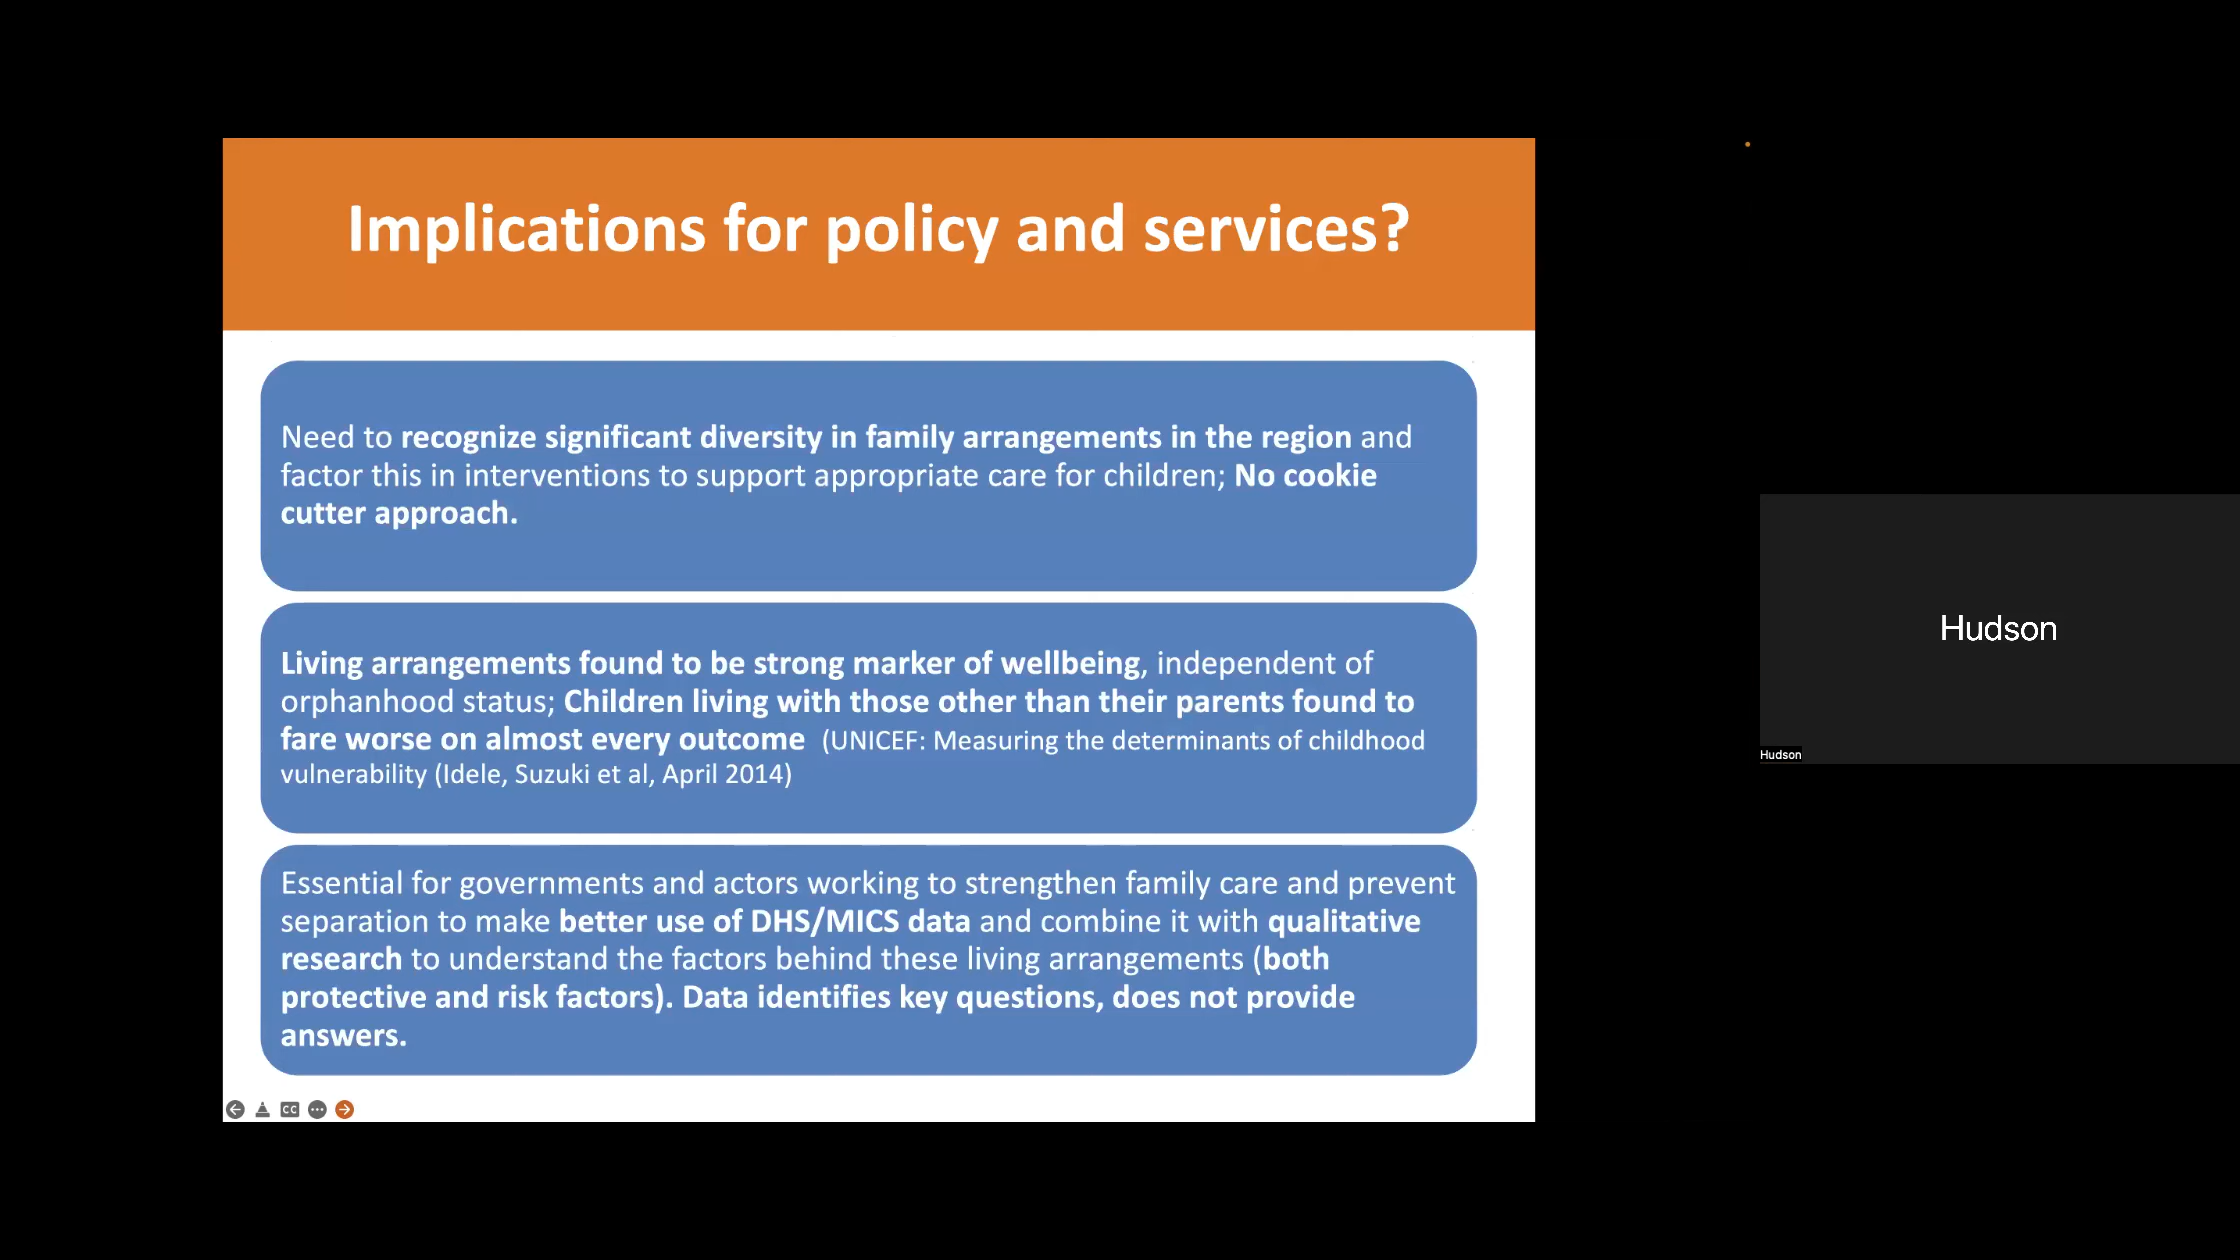 Implications for policy and services?
Need to recognize significant diversity in family arrangements in the region and
factor this in interventions to support appropriate care for children; No cookie
cutter approach.
Living arrangements found to be strong marker of wellbeing, independent of
orphanhood status; Children living with those other than their parents found to
fare worse on almost every outcome (UNICEF: Measuring the determinants of childhood
vulnerability (Idele, Suzuki et al, April 2014)
Essential for governments and actors working to strengthen family care and prevent
separation to make better use of DHS/MICS data and combine it with qualitative
research to understand the factors behind these living arrangements (both
protective and risk factors). Data identifies key questions, does not provide
answers.
CC
Hudson
Hudson